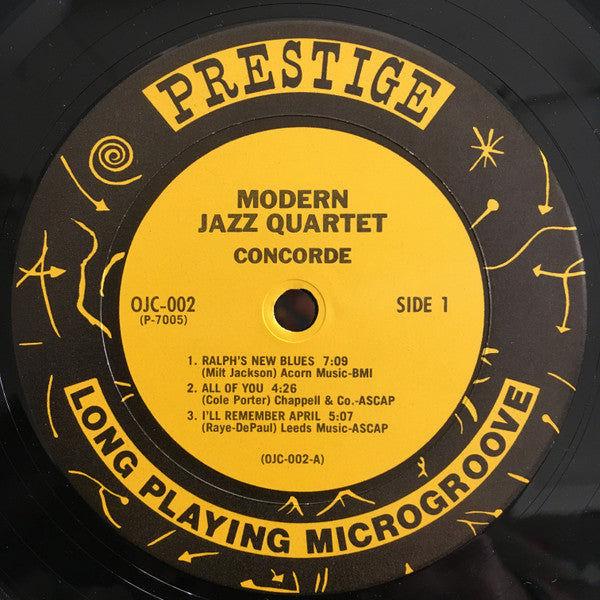 PRESTIGE
MODERN
JAZZ QUARTET
CONCORDE
OJC-002
(P-7005)
SIDE 1
1. RALPH'S NEW BLUES 7:09
(Milt Jackson) Acorn Music-BMI
2. ALL OF YOU 4:26
(Cole Porter) Chappell & Co.-ASCAP
3. I'LL REMEMBER APRIL 5:07
(Raye-DePaul) Leeds Music-ASCAP
(OJC-002-A)
LONG PLAYING MICROGROOVE